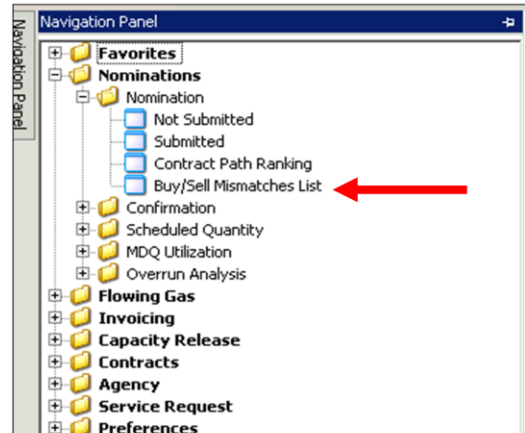 Navigation Panel
Navigation Panel
Favorites
Nominations
Nomination
Not Submitted
Submitted
Contract Path Ranking
Buy/Sell Mismatches List
Confirmation
Scheduled Quantity
MDQ Utilization
Overrun Analysis
Flowing Gas
Invoicing
Capacity Release
Contracts
Agency
Service Request
Preferences